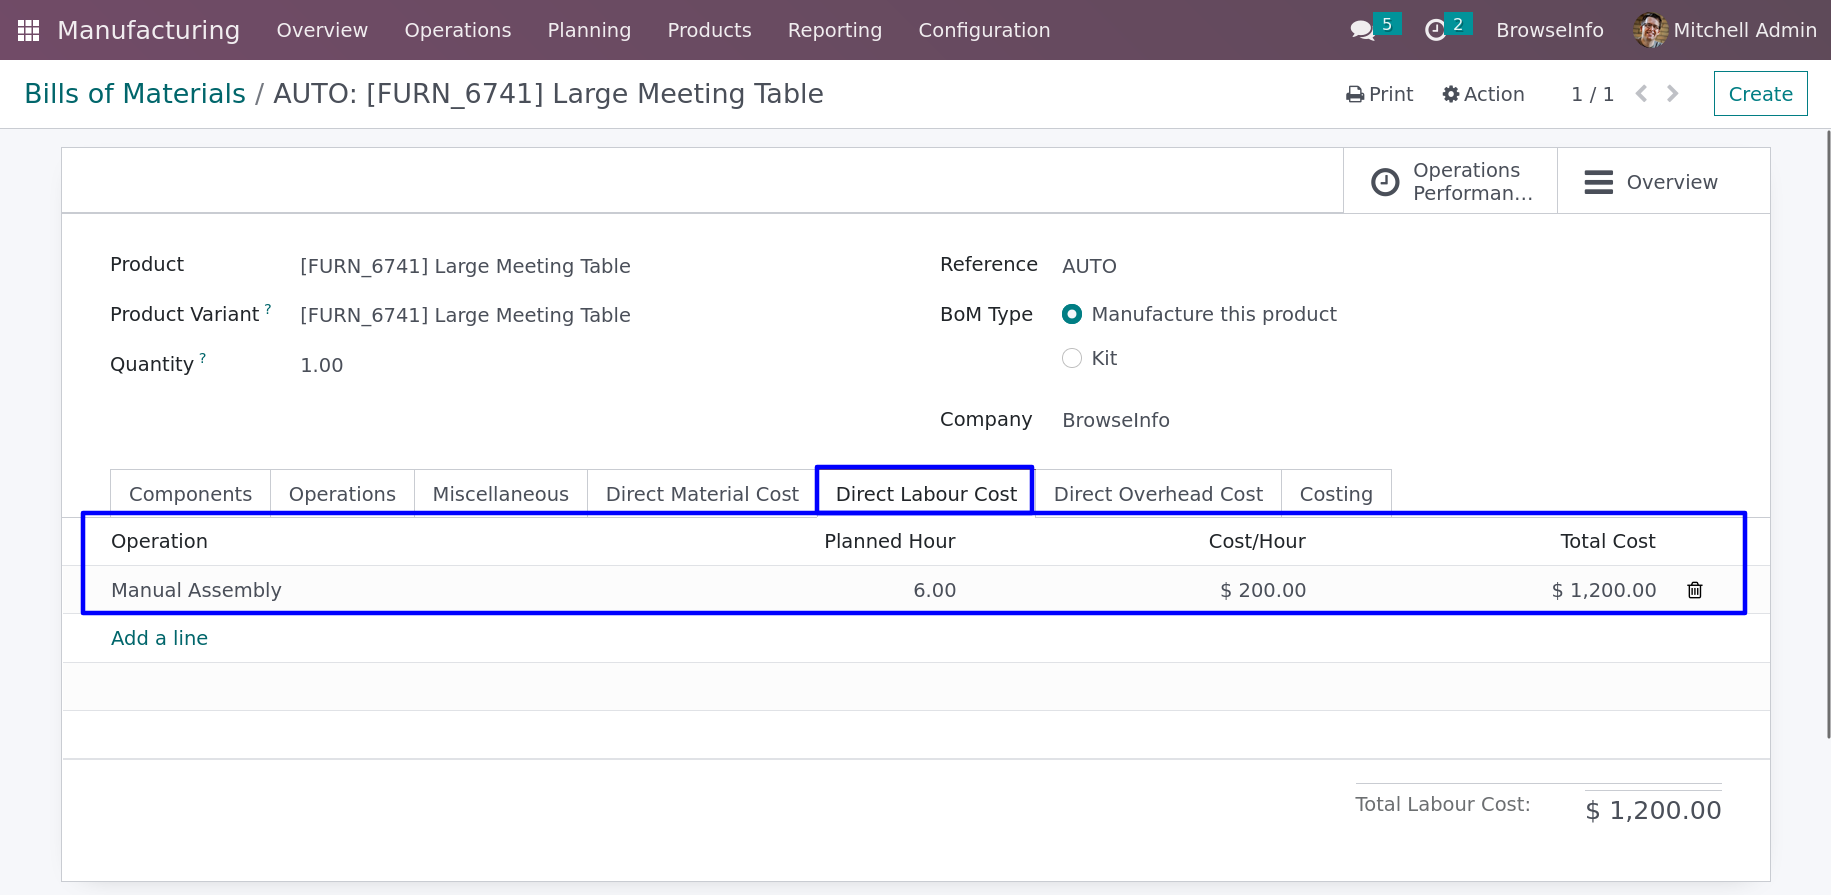 Manufacturing Overview Operations Planning Products Reporting Configuration 5 2 BrowseInfo Mitchell Admin
Bills of Materials / AUTO: [FURN_6741] Large Meeting Table Print Action 1 / 1 Create
Operations
Performan... Overview
Product [FURN_6741] Large Meeting Table Reference AUTO
Product Variant ? [FURN_6741] Large Meeting Table BoM Type Manufacture this product
Quantity ? 1.00 Kit
Company BrowseInfo
Components Operations Miscellaneous Direct Material Cost Direct Labour Cost Direct Overhead Cost Costing
Operation Planned Hour Cost/Hour Total Cost
Manual Assembly 6.00 $ 200.00 $ 1,200.00
Add a line
Total Labour Cost: $ 1,200.00